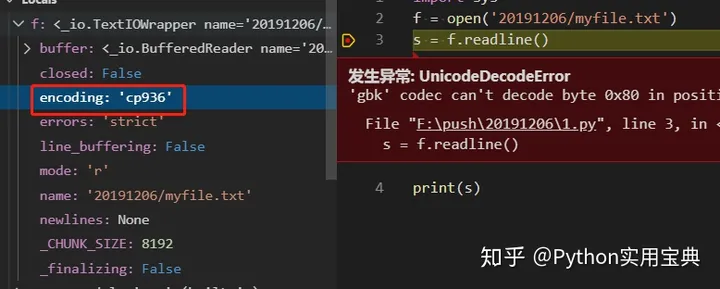 Locals
f: <_io.TextIOWrapper name='20191206/
buffer: <_io.BufferedReader name='20
closed: False
encoding: 'cp936'
errors: 'strict'
line_buffering: False
mode: 'r'
name: '20191206/myfile.txt'
newlines: None
_CHUNK_SIZE: 8192
_finalizing: False
import sys
2 f = open('20191206/myfile.txt')
3 s = f.readline()
发生异常: UnicodeDecodeError
'gbk' codec can't decode byte 0x80 in positi
File "F:\push\20191206\1.py", line 3, in <
s = f.readline()
4 print(s)
知乎 @Python实用宝典